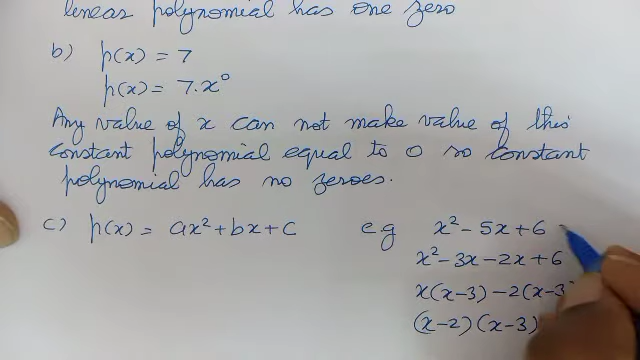 linear polynomial has one zero
b) p(x) = 7
p(x) = 7.x⁰
Any value of x can not make value of this
constant polynomial equal to 0 so constant
polynomial has no zeroes.
c) p(x) = ax² + bx + c e.g x² - 5x + 6
x² - 3x - 2x + 6
x(x-3) - 2(x-3)
(x-2) (x-3)